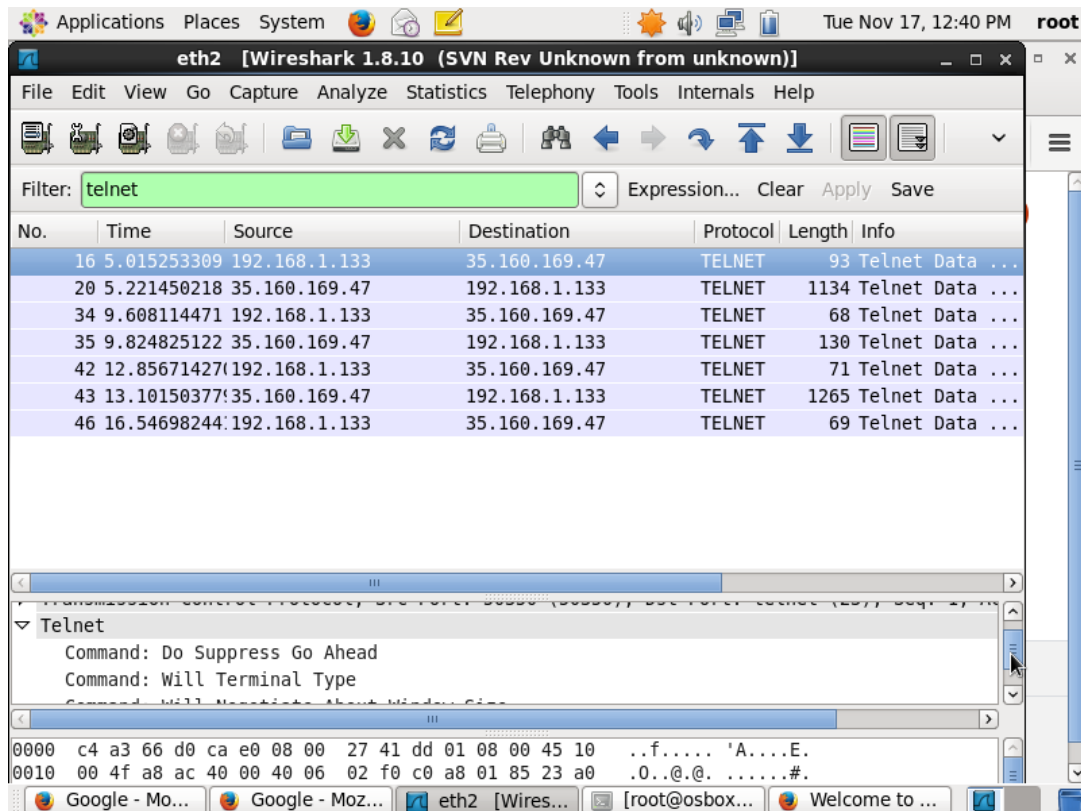 Applications Places System Tue Nov 17, 12:40 PM root
eth2 [Wireshark 1.8.10 (SVN Rev Unknown from unknown)]
File Edit View Go Capture Analyze Statistics Telephony Tools Internals Help
Filter: telnet Expression... Clear Apply Save
No. Time Source Destination Protocol Length Info
16 5.015253309 192.168.1.133 35.160.169.47 TELNET 93 Telnet Data ...
20 5.221450218 35.160.169.47 192.168.1.133 TELNET 1134 Telnet Data ...
34 9.608114471 192.168.1.133 35.160.169.47 TELNET 68 Telnet Data ...
35 9.824825122 35.160.169.47 192.168.1.133 TELNET 130 Telnet Data ...
42 12.85671427 192.168.1.133 35.160.169.47 TELNET 71 Telnet Data ...
43 13.10150377 35.160.169.47 192.168.1.133 TELNET 1265 Telnet Data ...
46 16.54698244 192.168.1.133 35.160.169.47 TELNET 69 Telnet Data ...
Telnet
Command: Do Suppress Go Ahead
Command: Will Terminal Type
Command: Will Negotiate About Window Size
0000 c4 a3 66 d0 ca e0 08 00 27 41 dd 01 08 00 45 10 ..f..... 'A....E.
0010 00 4f a8 ac 40 00 40 06 02 f0 c0 a8 01 85 23 a0 .O..@.@. ......#.
Google - Mo... Google - Moz... eth2 [Wires... [root@osbox... Welcome to ...